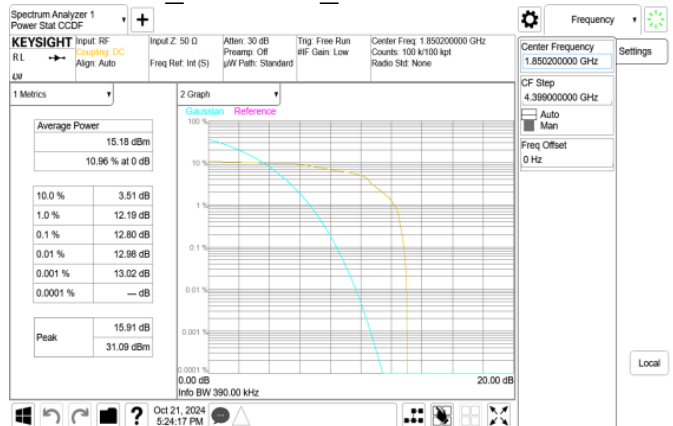 Spectrum Analyzer 1
Power Stat CCDF
Frequency
KEYSIGHT
RL
Input: RF
Coupling: DC
Align: Auto
Input Z: 50 Ω
Freq Ref: Int (S)
Atten: 30 dB
Preamp: Off
µW Path: Standard
Trig: Free Run
#IF Gain: Low
Center Freq: 1.850200000 GHz
Counts: 100 k/100 kpt
Radio Std: None
Center Frequency
1.850200000 GHz
Settings
CF Step
4.399000000 GHz
Auto
Man
Freq Offset
0 Hz
1 Metrics
Average Power
15.18 dBm
10.96 % at 0 dB
10.0 % 3.51 dB
1.0 % 12.19 dB
0.1 % 12.80 dB
0.01 % 12.98 dB
0.001 % 13.02 dB
0.0001 % --- dB
Peak
15.91 dB
31.09 dBm
2 Graph
Gaussian Reference
100 %
10 %
1 %
0.1 %
0.01 %
0.001 %
0.0001 %
0.00 dB
20.00 dB
Info BW 390.00 kHz
Local
Oct 21, 2024
5:24:17 PM